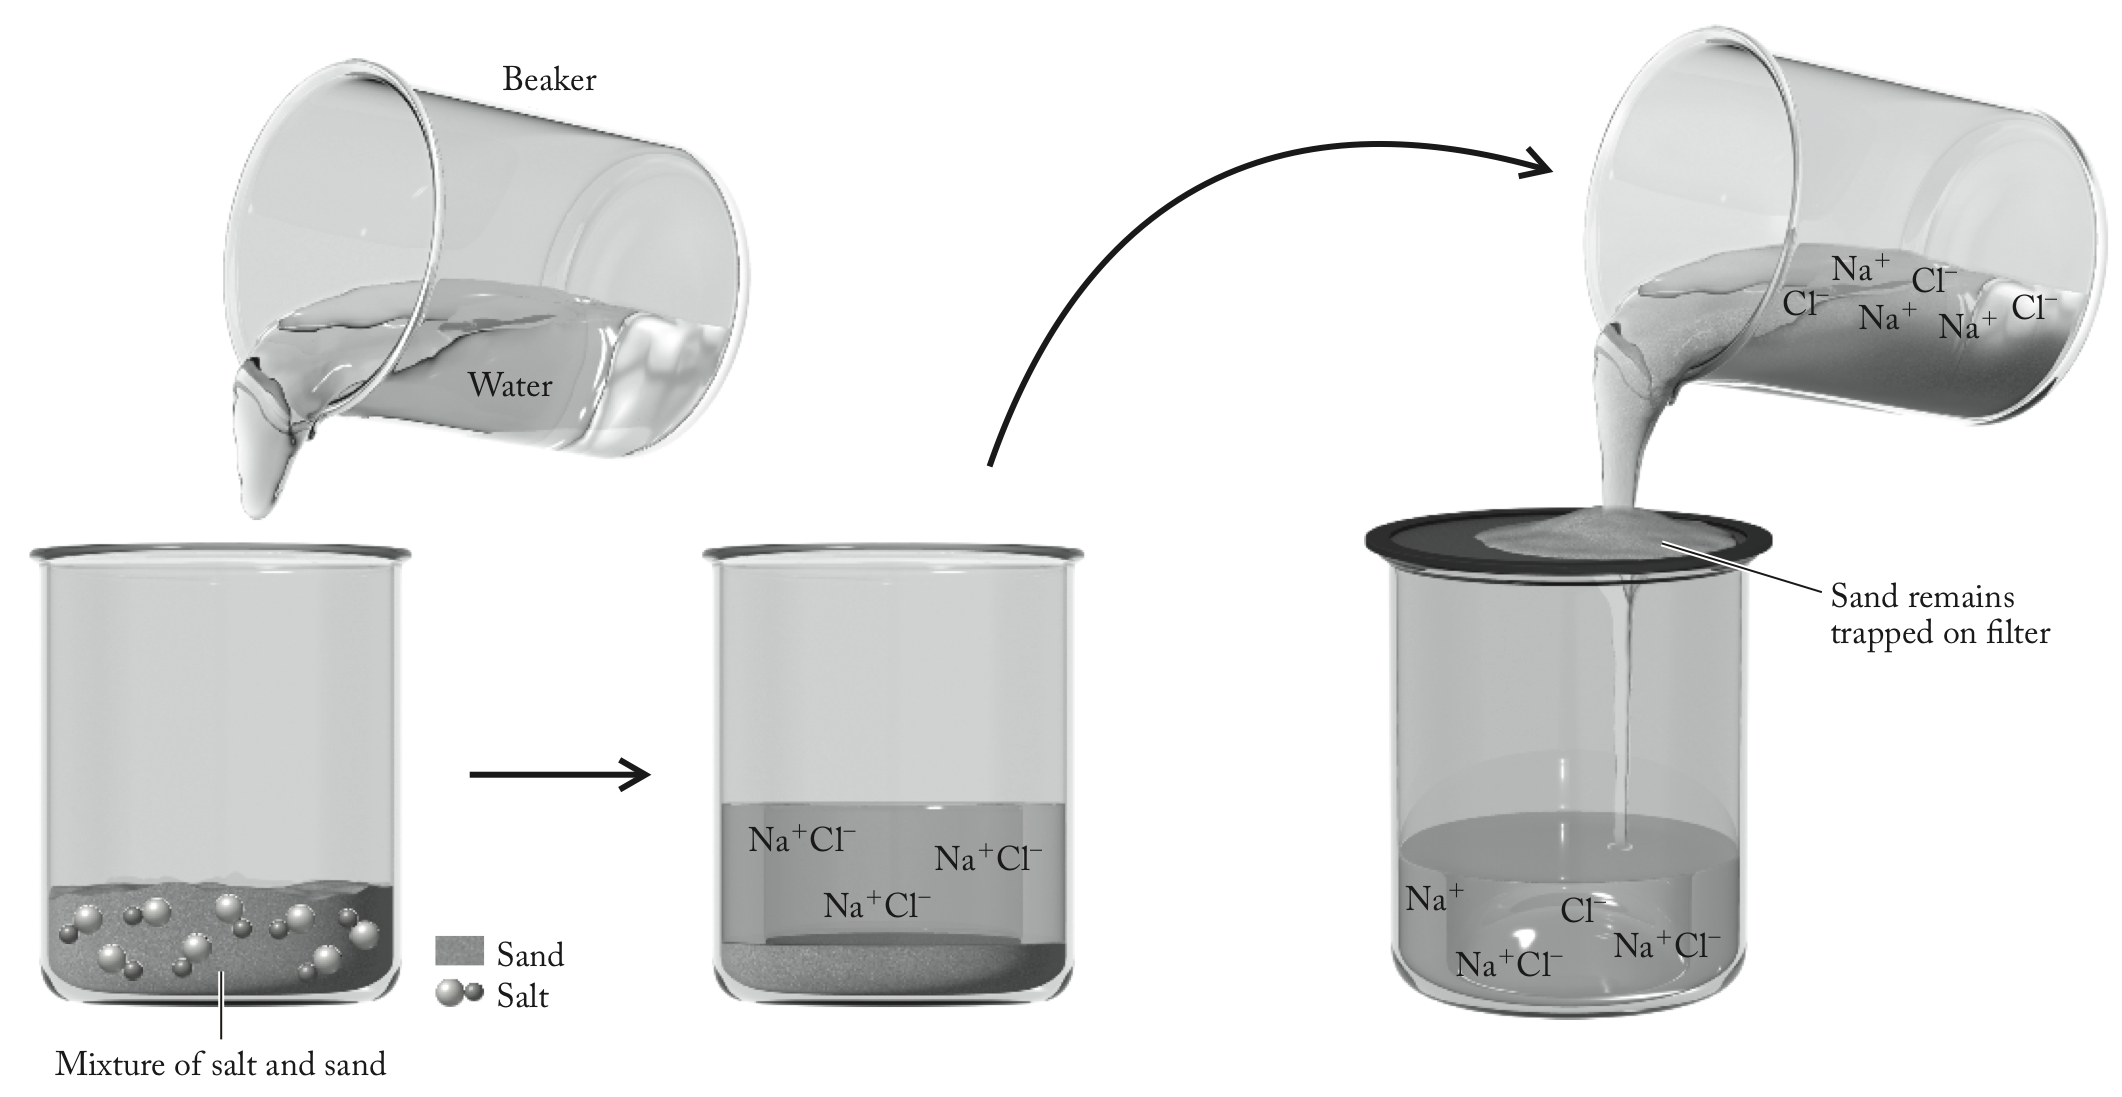 Beaker
Water
Sand
Salt
Mixture of salt and sand
Na⁺Cl⁻
Na⁺Cl⁻
Na⁺Cl⁻
Na⁺
Cl⁻
Cl⁻
Na⁺
Na⁺
Cl⁻
Sand remains
trapped on filter
Na⁺
Cl⁻
Na⁺Cl⁻
Na⁺Cl⁻